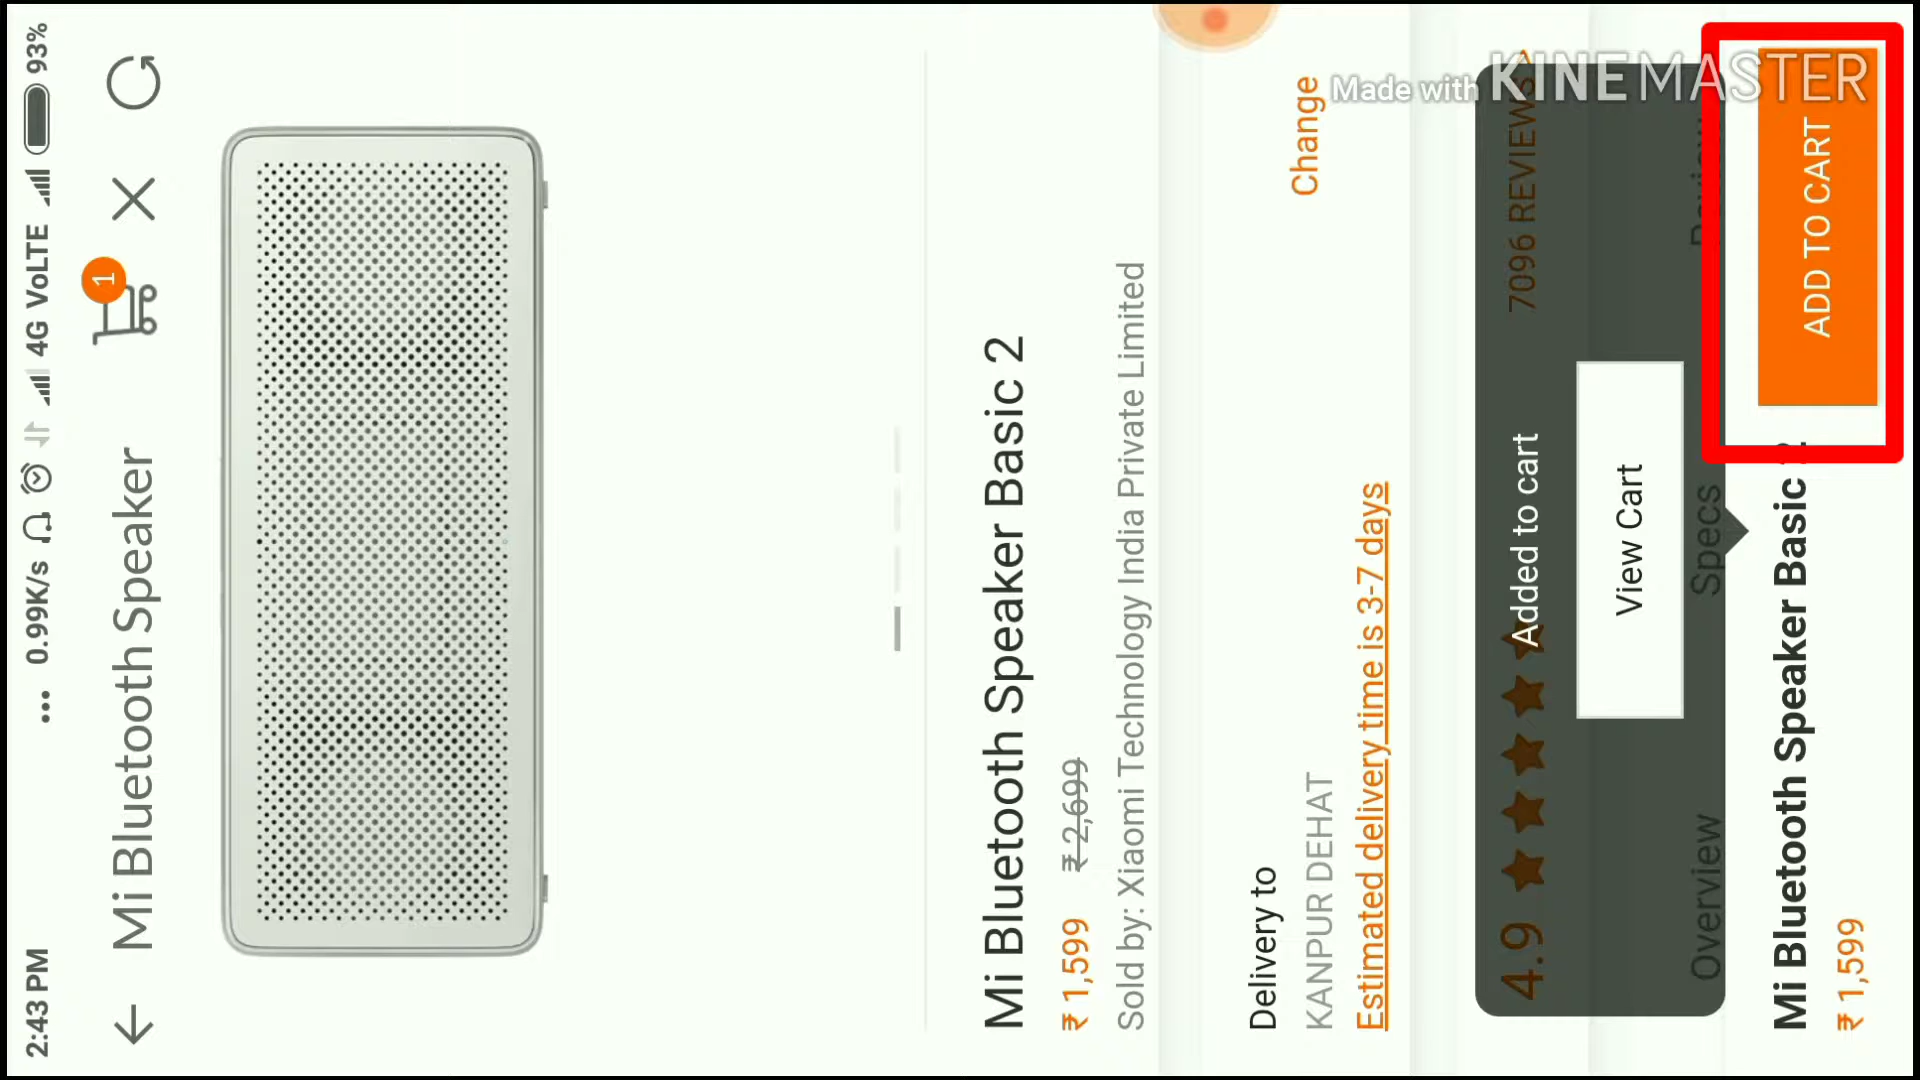 2:43 PM
... 0.99K/s
4G VoLTE
93%
Mi Bluetooth Speaker
1
Mi Bluetooth Speaker Basic 2
₹ 1,599 ₹ 2,699
Sold by: Xiaomi Technology India Private Limited
Delivery to
KANPUR DEHAT
Change
Estimated delivery time is 3-7 days
4.9
7096 REVIEWS >
Added to cart
View Cart
Overview
Specs
Mi Bluetooth Speaker Basic 2
₹ 1,599
ADD TO CART
Made with KINEMASTER